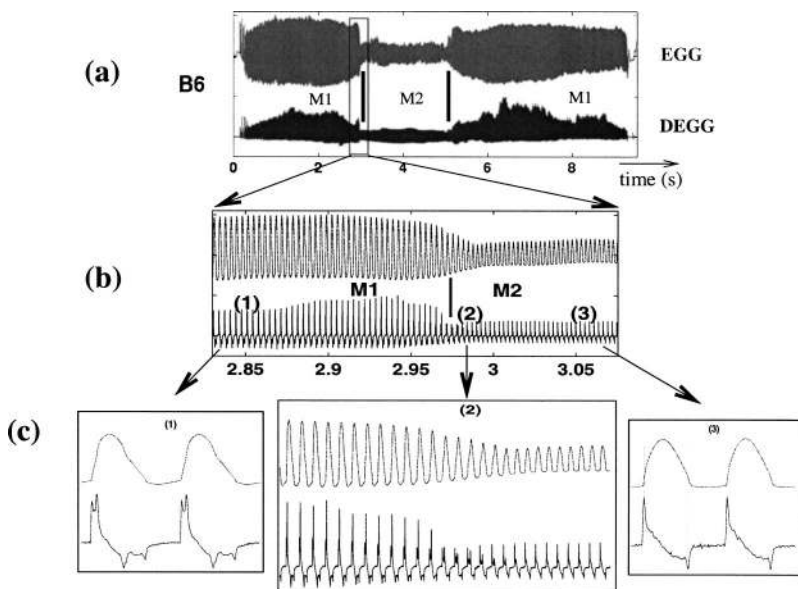 (a)
B6
EGG
M1 M2 M1
DEGG
0 2 4 6 8
time (s)
(b)
M1 M2
(1) (2) (3)
2.85 2.9 2.95 3 3.05
(c)
(1) (2) (3)